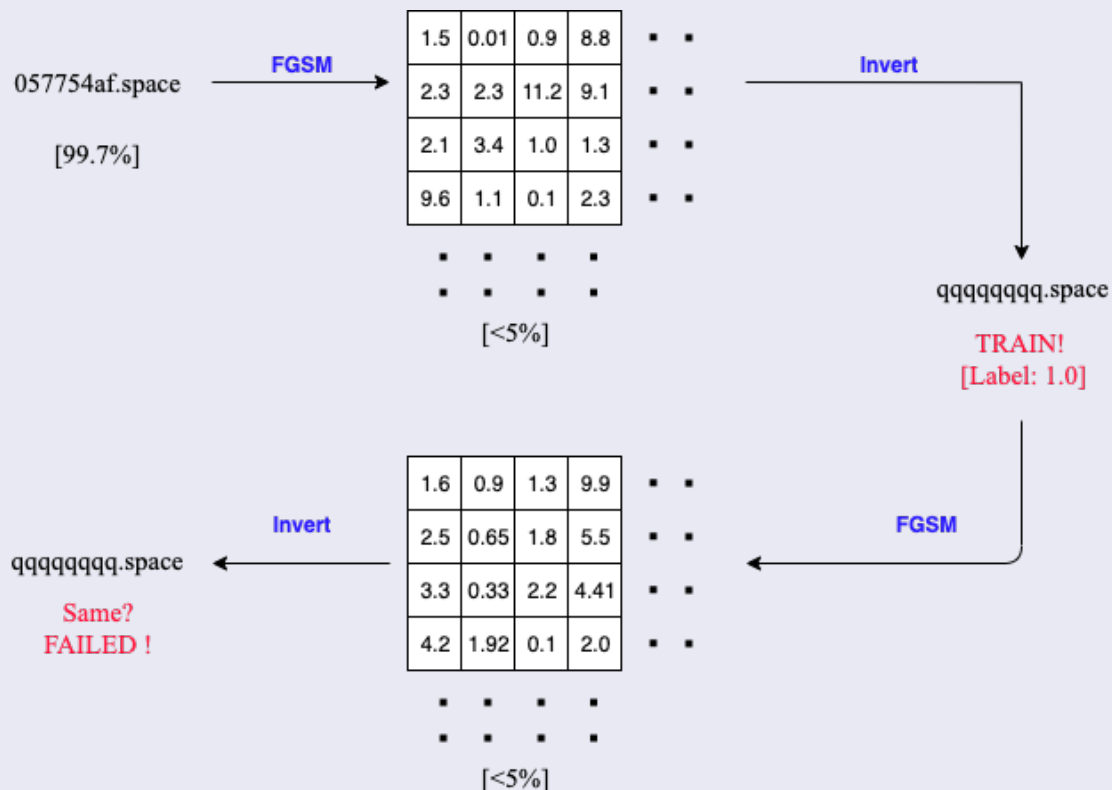 057754af.space
[99.7%]
FGSM
1.5 0.01 0.9 8.8
2.3 2.3 11.2 9.1
2.1 3.4 1.0 1.3
9.6 1.1 0.1 2.3
[<5%]
Invert
qqqqqqqq.space
TRAIN!
[Label: 1.0]
FGSM
1.6 0.9 1.3 9.9
2.5 0.65 1.8 5.5
3.3 0.33 2.2 4.41
4.2 1.92 0.1 2.0
[<5%]
Invert
qqqqqqqq.space
Same?
FAILED !